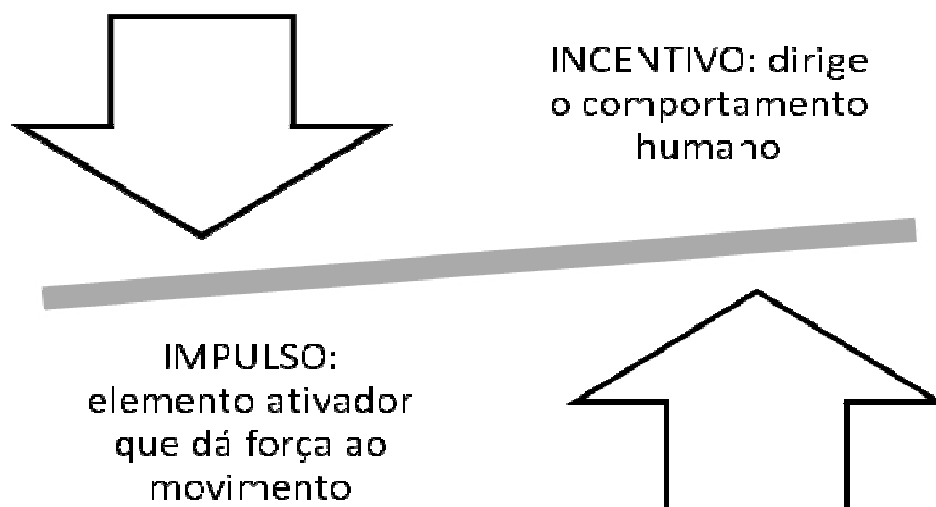 INCENTIVO: dirige
o comportamento
humano
IMPULSO:
elemento ativador
que dá força ao
movimento